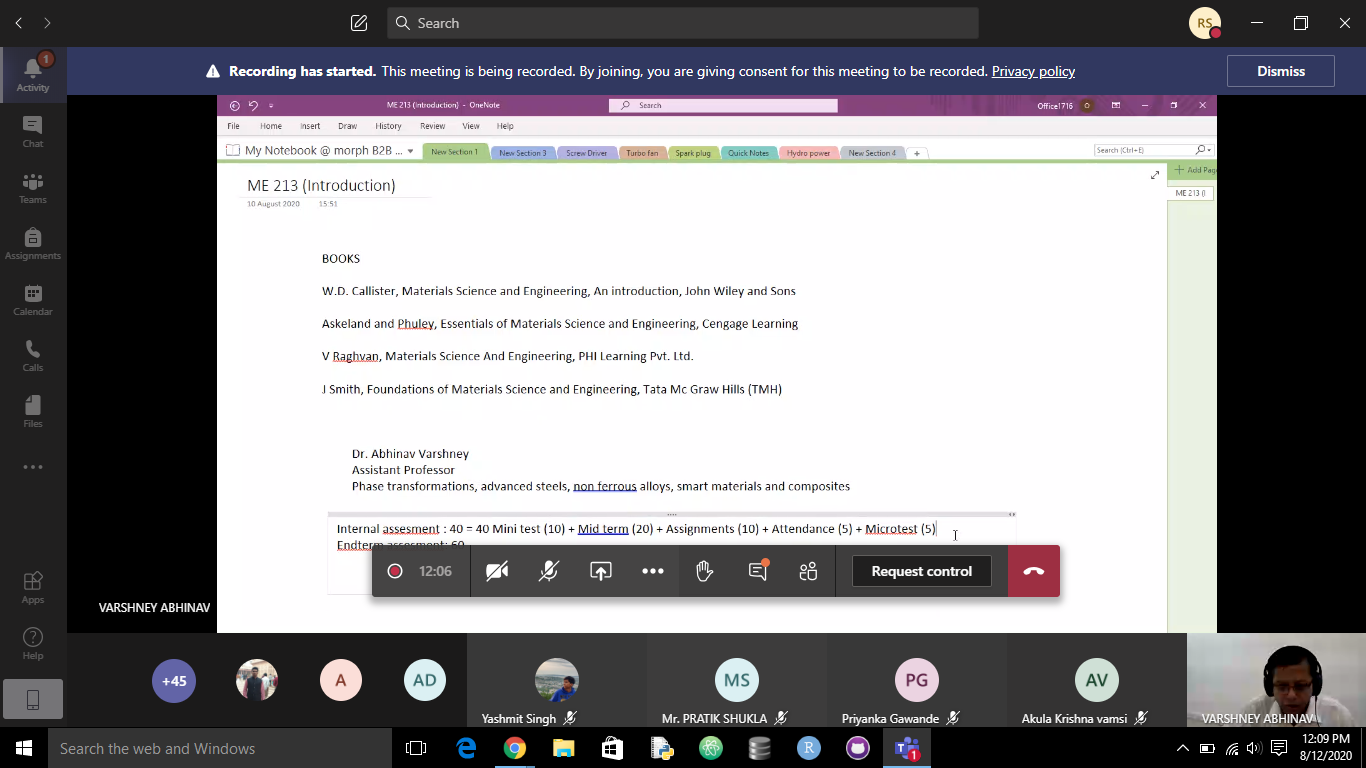 Search
RS
Recording has started. This meeting is being recorded. By joining, you are giving consent for this meeting to be recorded. Privacy policy
Dismiss
1
Activity
Chat
Teams
Assignments
Calendar
Calls
Files
Apps
Help
ME 213 (Introduction) - OneNote
Search
Office1716
O
File Home Insert Draw History Review View Help
My Notebook @ morph B2B ...
New Section 1
New Section 3
Screw Driver
Turbo fan
Spark plug
Quick Notes
Hydro power
New Section 4
+
Search (Ctrl+E)
+ Add Page
ME 213 (I
ME 213 (Introduction)
10 August 2020 15:51
BOOKS
W.D. Callister, Materials Science and Engineering, An introduction, John Wiley and Sons
Askeland and Phuley, Essentials of Materials Science and Engineering, Cengage Learning
V Raghvan, Materials Science And Engineering, PHI Learning Pvt. Ltd.
J Smith, Foundations of Materials Science and Engineering, Tata Mc Graw Hills (TMH)
Dr. Abhinav Varshney
Assistant Professor
Phase transformations, advanced steels, non ferrous alloys, smart materials and composites
Internal assesment : 40 = 40 Mini test (10) + Mid term (20) + Assignments (10) + Attendance (5) + Microtest (5)
Endterm assesment: 60
12:06
Request control
VARSHNEY ABHINAV
+45
A
AD
Yashmit Singh
MS
Mr. PRATIK SHUKLA
PG
Priyanka Gawande
AV
Akula Krishna vamsi
VARSHNEY ABHINAV
Search the web and Windows
R
1
12:09 PM
8/12/2020